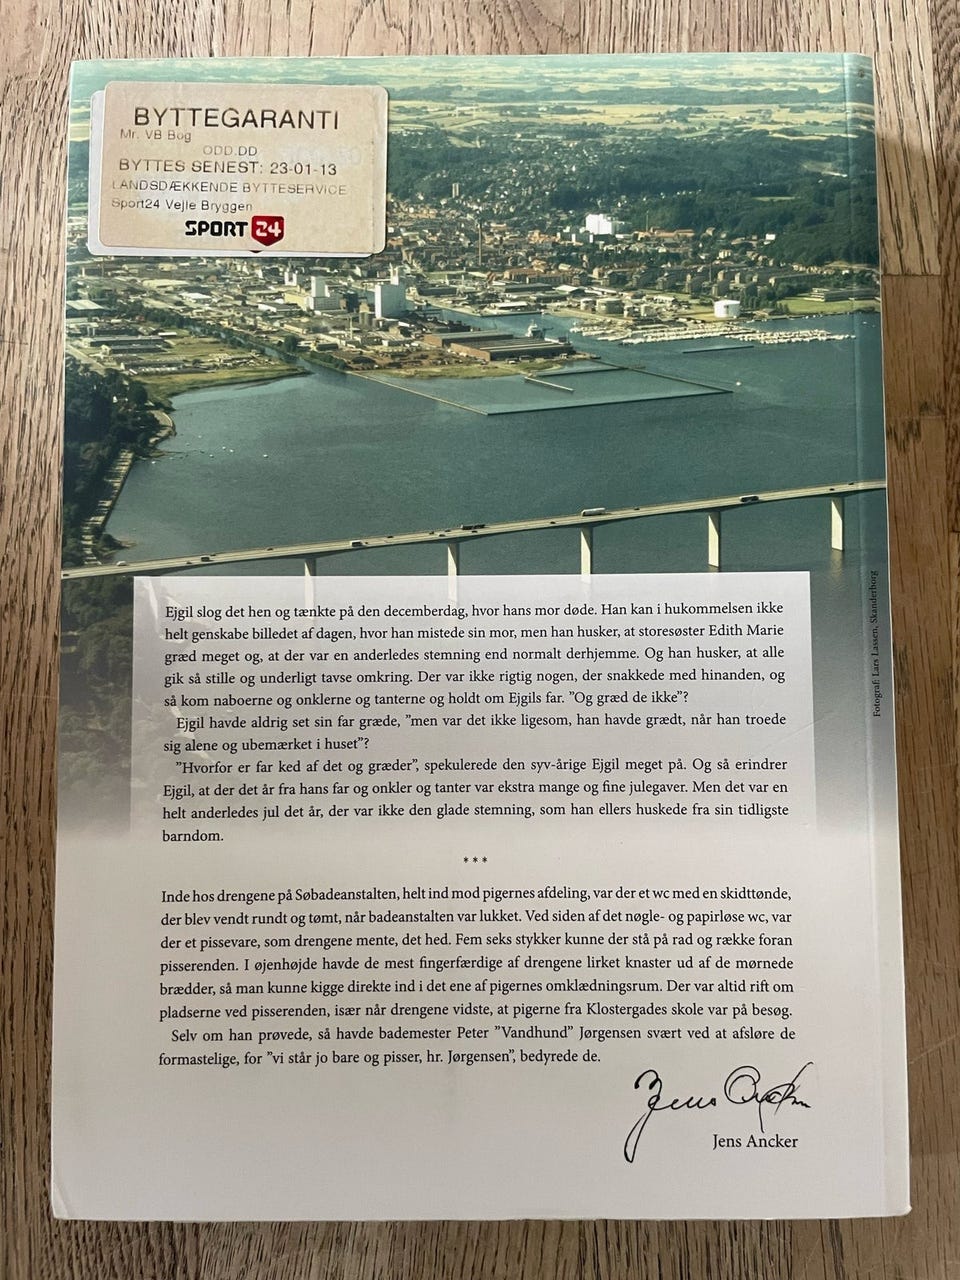 BYTTEGARANTI
Mr. VB Bog
ODD.DD
BYTTES SENEST: 23-01-13
LANDSDÆKKENDE BYTTESERVICE
Sport24 Vejle Bryggen
SPORT 24
Ejgil slog det hen og tænkte på den decemberdag, hvor hans mor døde. Han kan i hukommelsen ikke
helt genskabe billedet af dagen, hvor han mistede sin mor, men han husker, at storesøster Edith Marie
græd meget og, at der var en anderledes stemning end normalt derhjemme. Og han husker, at alle
gik så stille og underligt tavse omkring. Der var ikke rigtig nogen, der snakkede med hinanden, og
så kom naboerne og onklerne og tanterne og holdt om Ejgils far. ”Og græd de ikke”?
Ejgil havde aldrig set sin far græde, ”men var det ikke ligesom, han havde grædt, når han troede
sig alene og ubemærket i huset”?
”Hvorfor er far ked af det og græder”, spekulerede den syv-årige Ejgil meget på. Og så erindrer
Ejgil, at der det år fra hans far og onkler og tanter var ekstra mange og fine julegaver. Men det var en
helt anderledes jul det år, der var ikke den glade stemning, som han ellers huskede fra sin tidligste
barndom.
* * *
Inde hos drengene på Søbadeanstalten, helt ind mod pigernes afdeling, var der et wc med en skidttønde,
der blev vendt rundt og tømt, når badeanstalten var lukket. Ved siden af det nøgle- og papirløse wc, var
der et pissevare, som drengene mente, det hed. Fem seks stykker kunne der stå på rad og række foran
pisserenden. I øjenhøjde havde de mest fingerfærdige af drengene lirket knaster ud af de mørnede
brædder, så man kunne kigge direkte ind i det ene af pigernes omklædningsrum. Der var altid rift om
pladserne ved pisserenden, især når drengene vidste, at pigerne fra Klostergades skole var på besøg.
Selv om han prøvede, så havde bademester Peter ”Vandhund” Jørgensen svært ved at afsløre de
formastelige, for ”vi står jo bare og pisser, hr. Jørgensen”, bedyrede de.
Jens Ancker
Jens Ancker
Fotograf: Lars Lassen, Skanderborg